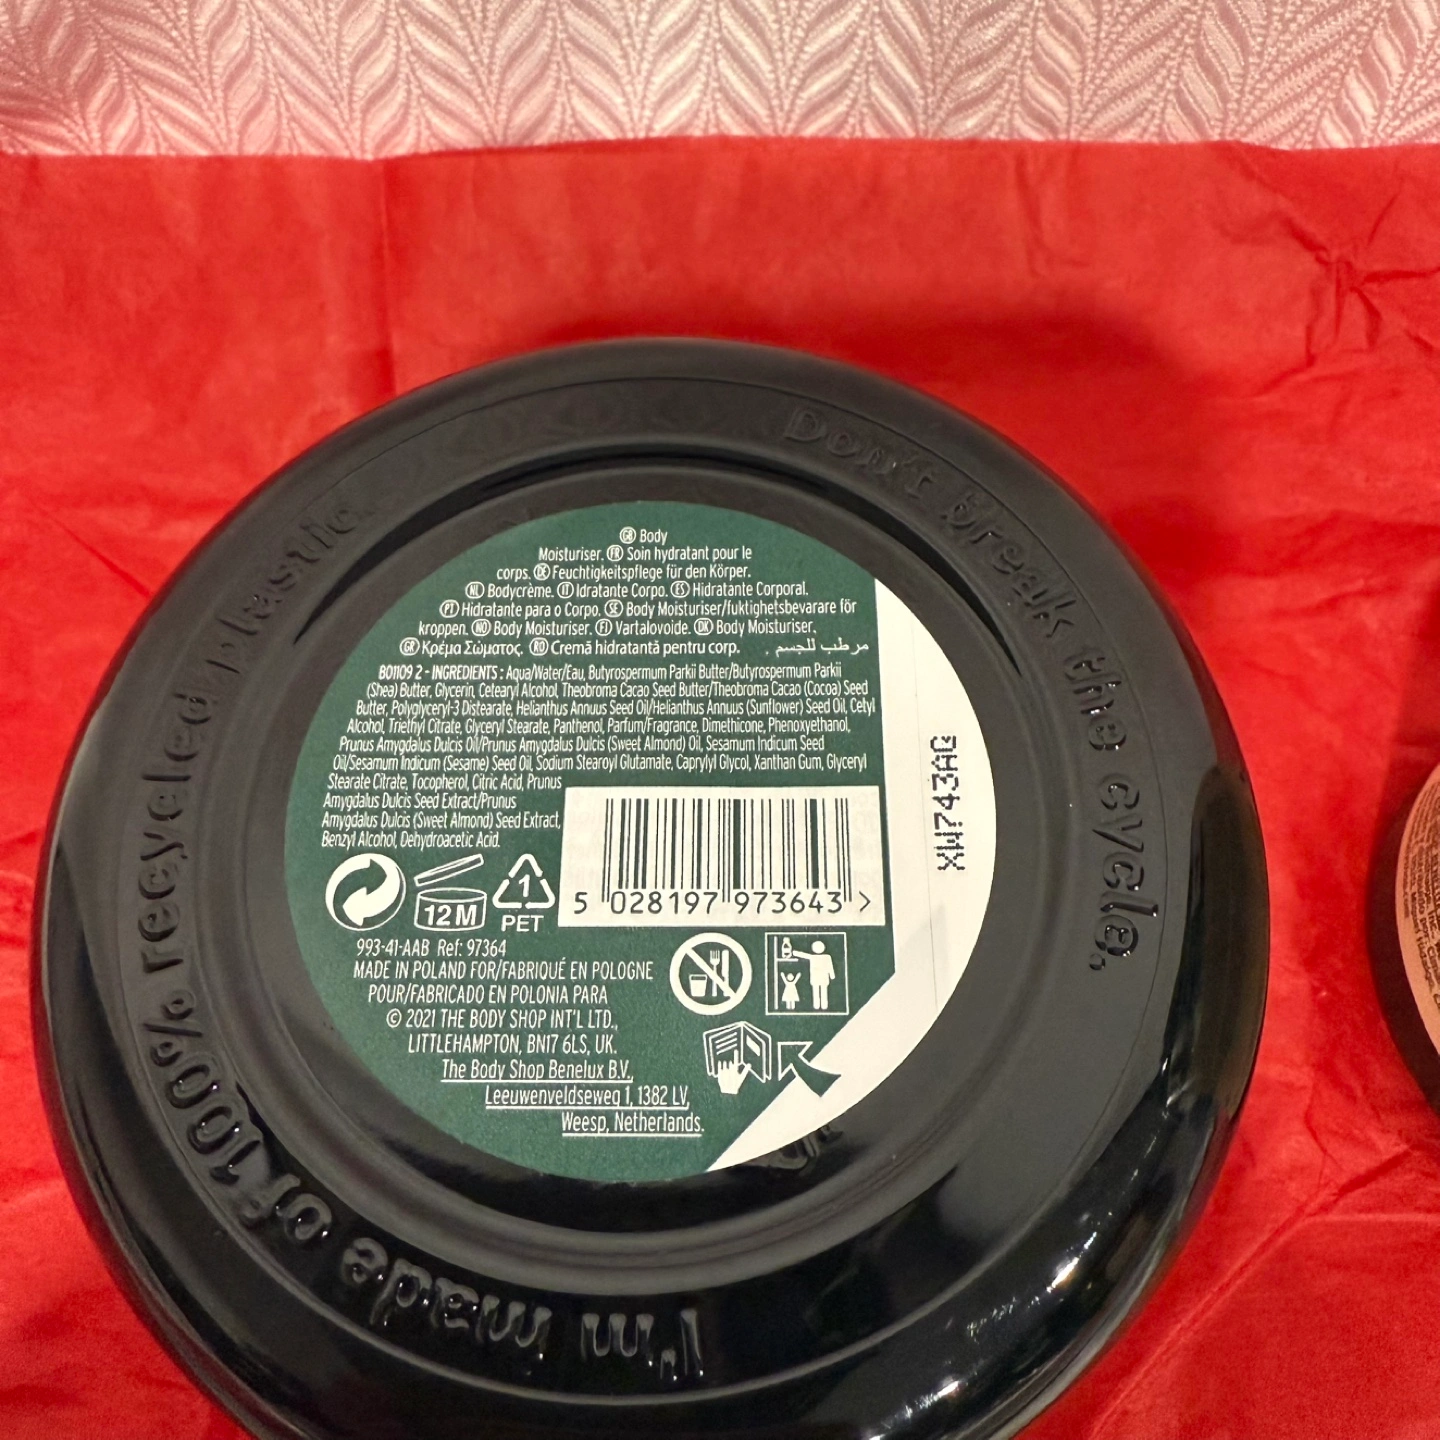 I'm made of 100% recycled plastic.
Don't break the cycle.
GB Body
Moisturiser. FR Soin hydratant pour le
corps. DE Feuchtigkeitspflege für den Körper.
NL Bodycrème. IT Idratante Corpo. ES Hidratante Corporal.
PT Hidratante para o Corpo. SE Body Moisturiser/fuktighetsbevarare för
kroppen. NO Body Moisturiser. FI Vartalovoide. DK Body Moisturiser.
GR Κρέμα Σώματος. RO Cremă hidratantă pentru corp. مرطب للجسم.
B01109 2 - INGREDIENTS: Aqua/Water/Eau, Butyrospermum Parkii Butter/Butyrospermum Parkii
(Shea) Butter, Glycerin, Cetearyl Alcohol, Theobroma Cacao Seed Butter/Theobroma Cacao (Cocoa) Seed
Butter, Polyglyceryl-3 Distearate, Helianthus Annuus Seed Oil/Helianthus Annuus (Sunflower) Seed Oil, Cetyl
Alcohol, Triethyl Citrate, Glyceryl Stearate, Panthenol, Parfum/Fragrance, Dimethicone, Phenoxyethanol,
Prunus Amygdalus Dulcis Oil/Prunus Amygdalus Dulcis (Sweet Almond) Oil, Sesamum Indicum Seed
Oil/Sesamum Indicum (Sesame) Seed Oil, Sodium Stearoyl Glutamate, Caprylyl Glycol, Xanthan Gum, Glyceryl
Stearate Citrate, Tocopherol, Citric Acid, Prunus
Amygdalus Dulcis Seed Extract/Prunus
Amygdalus Dulcis (Sweet Almond) Seed Extract,
Benzyl Alcohol, Dehydroacetic Acid.
XW743AG
12M
1
PET
5 028197 973643 >
993-41-AAB Ref: 97364
MADE IN POLAND FOR/FABRIQUÉ EN POLOGNE
POUR/FABRICADO EN POLONIA PARA
© 2021 THE BODY SHOP INT'L LTD.,
LITTLEHAMPTON, BN17 6LS, UK.
The Body Shop Benelux B.V.,
Leeuwenveldseweg 1, 1382 LV,
Weesp, Netherlands.